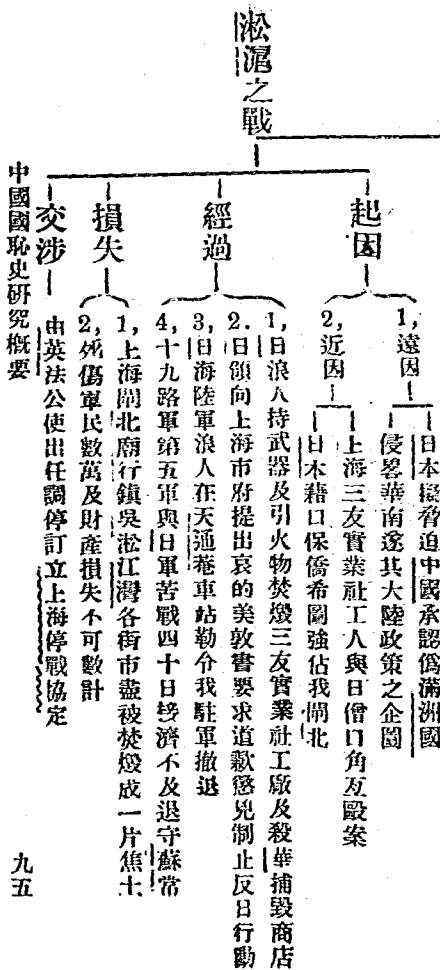 淞滬之戰
起因
1,遠因
日本擬脅迫中國承認偽滿洲國
侵畧華南遂其大陸政策之企圖
2,近因
上海三友實業社工人與日僧口角互毆案
日本藉口保僑希圖強佔我閘北
經過
1,日浪人持武器及引火物焚燬三友實業社工廠及殺華捕毀商店
2.日領向上海市府提出哀的美敦書要求道歉懲兇制止反日行動
3,日海陸軍浪人在天通菴車站勒令我駐軍撤退
4,十九路軍第五軍與日軍苦戰四十日接濟不及退守蘇常
損失
1,上海閘北廟行鎮吳淞江灣各街市盡被焚燬成一片焦土
2,死傷軍民數萬及財產損失不可數計
交涉
由英法公使出任調停訂立上海停戰協定
中國國恥史研究概要
九五